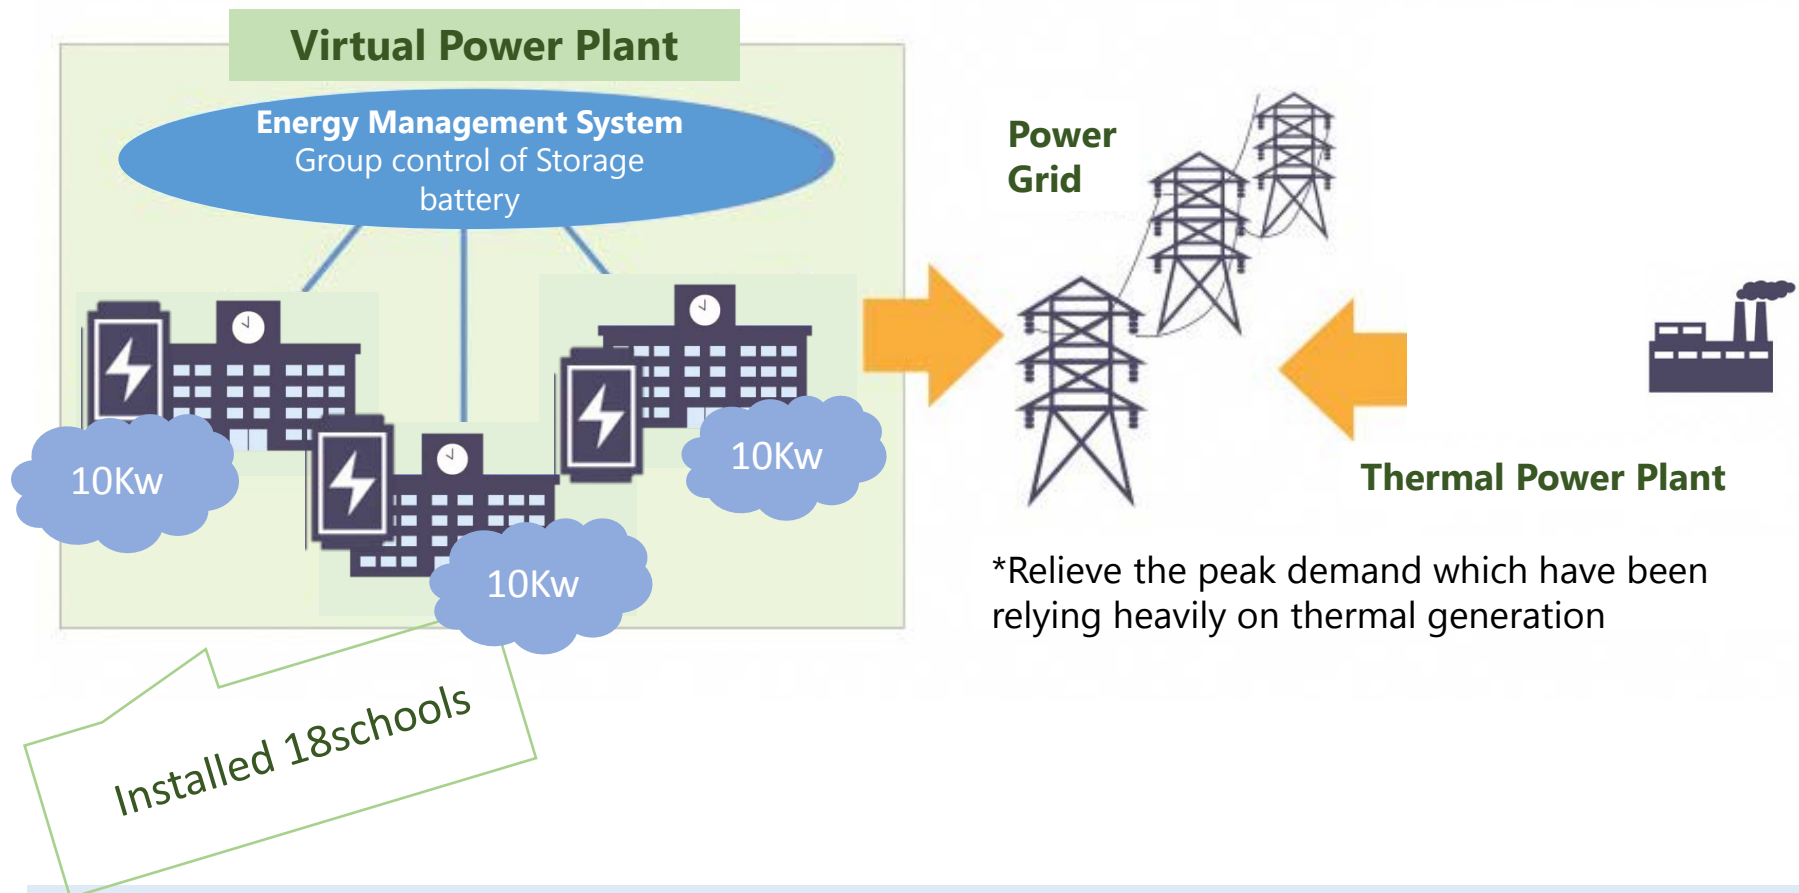 Virtual Power Plant
Energy Management System
Group control of Storage
battery
10Kw
10Kw
10Kw
Installed 18schools
Power
Grid
Thermal Power Plant
*Relieve the peak demand which have been
relying heavily on thermal generation